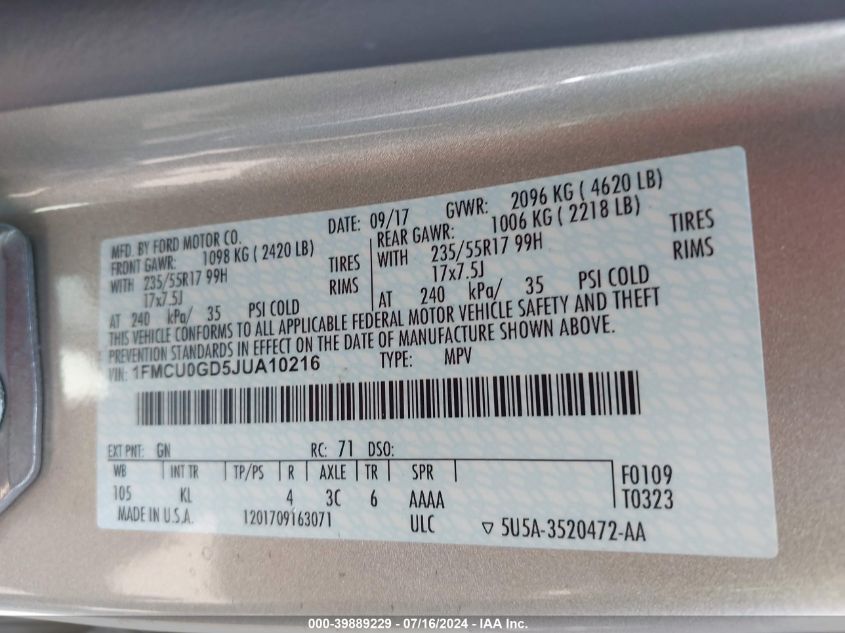 MFD. BY FORD MOTOR CO. DATE: 09/17 GVWR: 2096 KG ( 4620 LB)
FRONT GAWR: 1098 KG ( 2420 LB) REAR GAWR: 1006 KG ( 2218 LB)
WITH 235/55R17 99H TIRES WITH 235/55R17 99H TIRES
17x7.5J RIMS 17x7.5J RIMS
AT 240 kPa/ 35 PSI COLD AT 240 kPa/ 35 PSI COLD
THIS VEHICLE CONFORMS TO ALL APPLICABLE FEDERAL MOTOR VEHICLE SAFETY AND THEFT
PREVENTION STANDARDS IN EFFECT ON THE DATE OF MANUFACTURE SHOWN ABOVE.
VIN: 1FMCU0GD5JUA10216 TYPE: MPV
EXT PNT: GN RC: 71 DSO:
WB INT TR TP/PS R AXLE TR SPR F0109
105 KL 4 3C 6 AAAA T0323
MADE IN U.S.A. 1201709163071 ULC ▽ 5U5A-3520472-AA
000-39889229 - 07/16/2024 - IAA Inc.